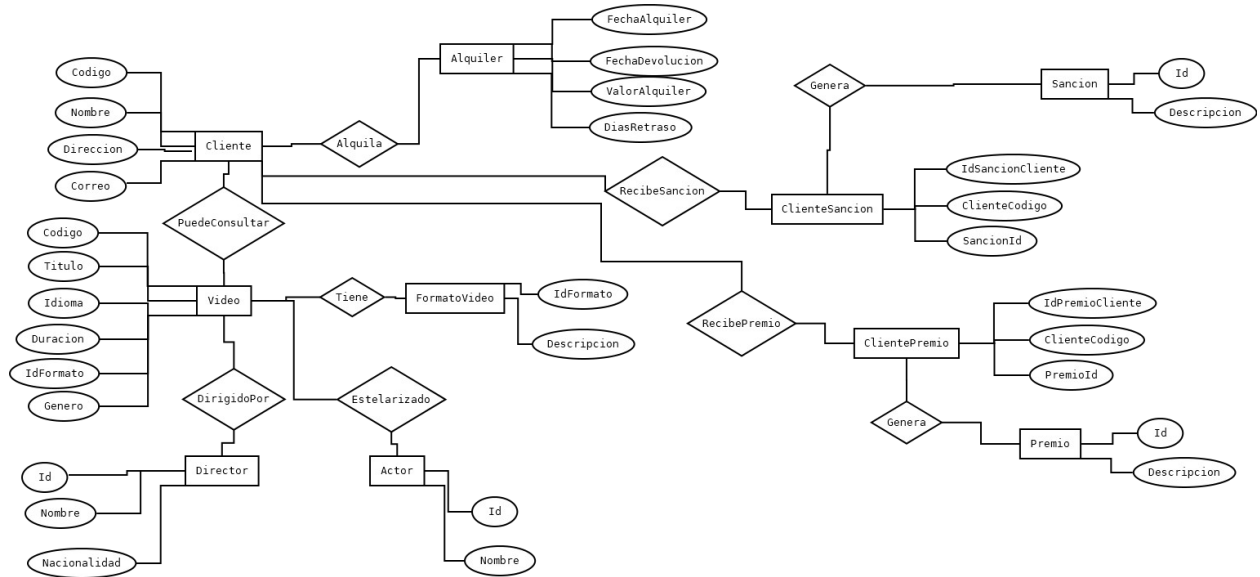 FechaAlquiler
Alquiler
FechaDevolucion
Codigo
Genera
Id
Sancion
ValorAlquiler
Nombre
Descripcion
DiasRetraso
Direccion
Cliente
Alquila
Correo
RecibeSancion
IdSancionCliente
ClienteSancion
ClienteCodigo
SancionId
PuedeConsultar
Codigo
Titulo
Idioma
Video
Tiene
FormatoVideo
IdFormato
Duracion
Descripcion
RecibePremio
IdPremioCliente
ClientePremio
ClienteCodigo
PremioId
IdFormato
Genero
DirigidoPor
Estelarizado
Genera
Premio
Id
Descripcion
Id
Director
Actor
Nombre
Id
Nacionalidad
Nombre